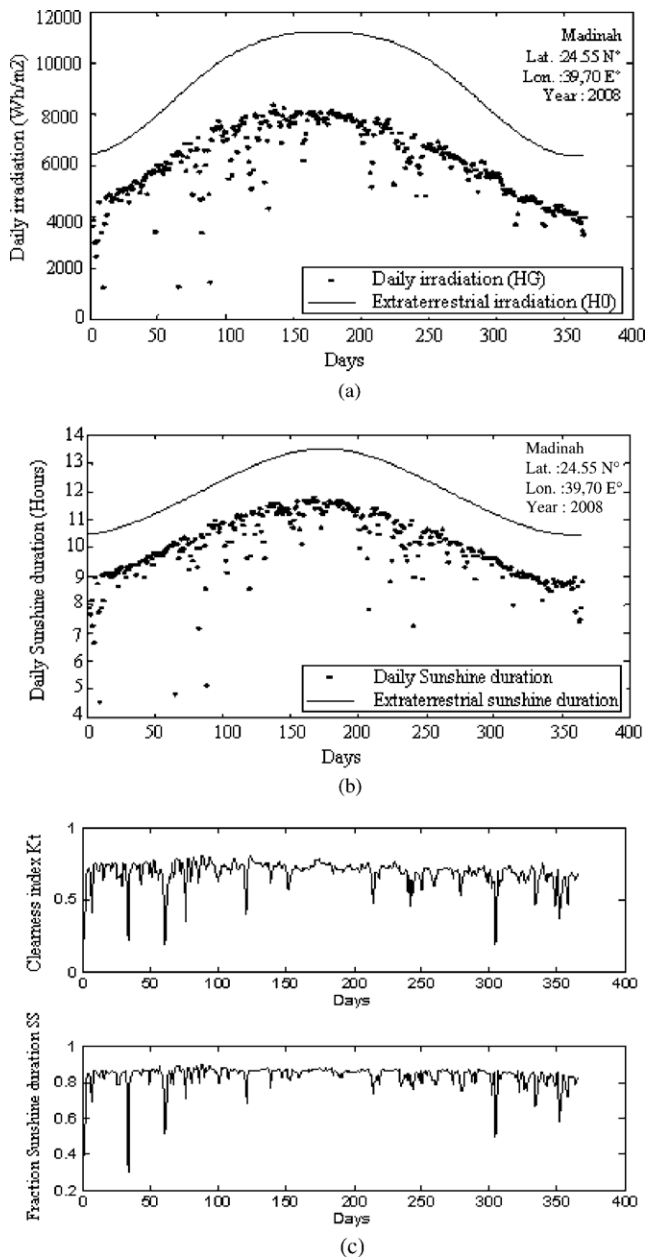 12000
10000
8000
6000
4000
2000
0
Daily irradiation (Wh/m2)
Madinah
Lat. :24.55 N°
Lon. :39,70 E°
Year : 2008
Daily irradiation (HG)
Extraterrestrial irradiation (H0)
0 50 100 150 200 250 300 350 400
Days
(a)
14
13
12
11
10
9
8
7
6
5
4
Daily Sunshine duration (Hours)
Madinah
Lat. :24.55 N°
Lon. :39,70 E°
Year : 2008
Daily Sunshine duration
Extraterrestrial sunshine duration
0 50 100 150 200 250 300 350 400
Days
(b)
1
0.5
0
Clearness index Kt
0 50 100 150 200 250 300 350 400
Days
1
0.8
0.6
0.4
0.2
Fraction Sunshine duration SS
0 50 100 150 200 250 300 350 400
Days
(c)